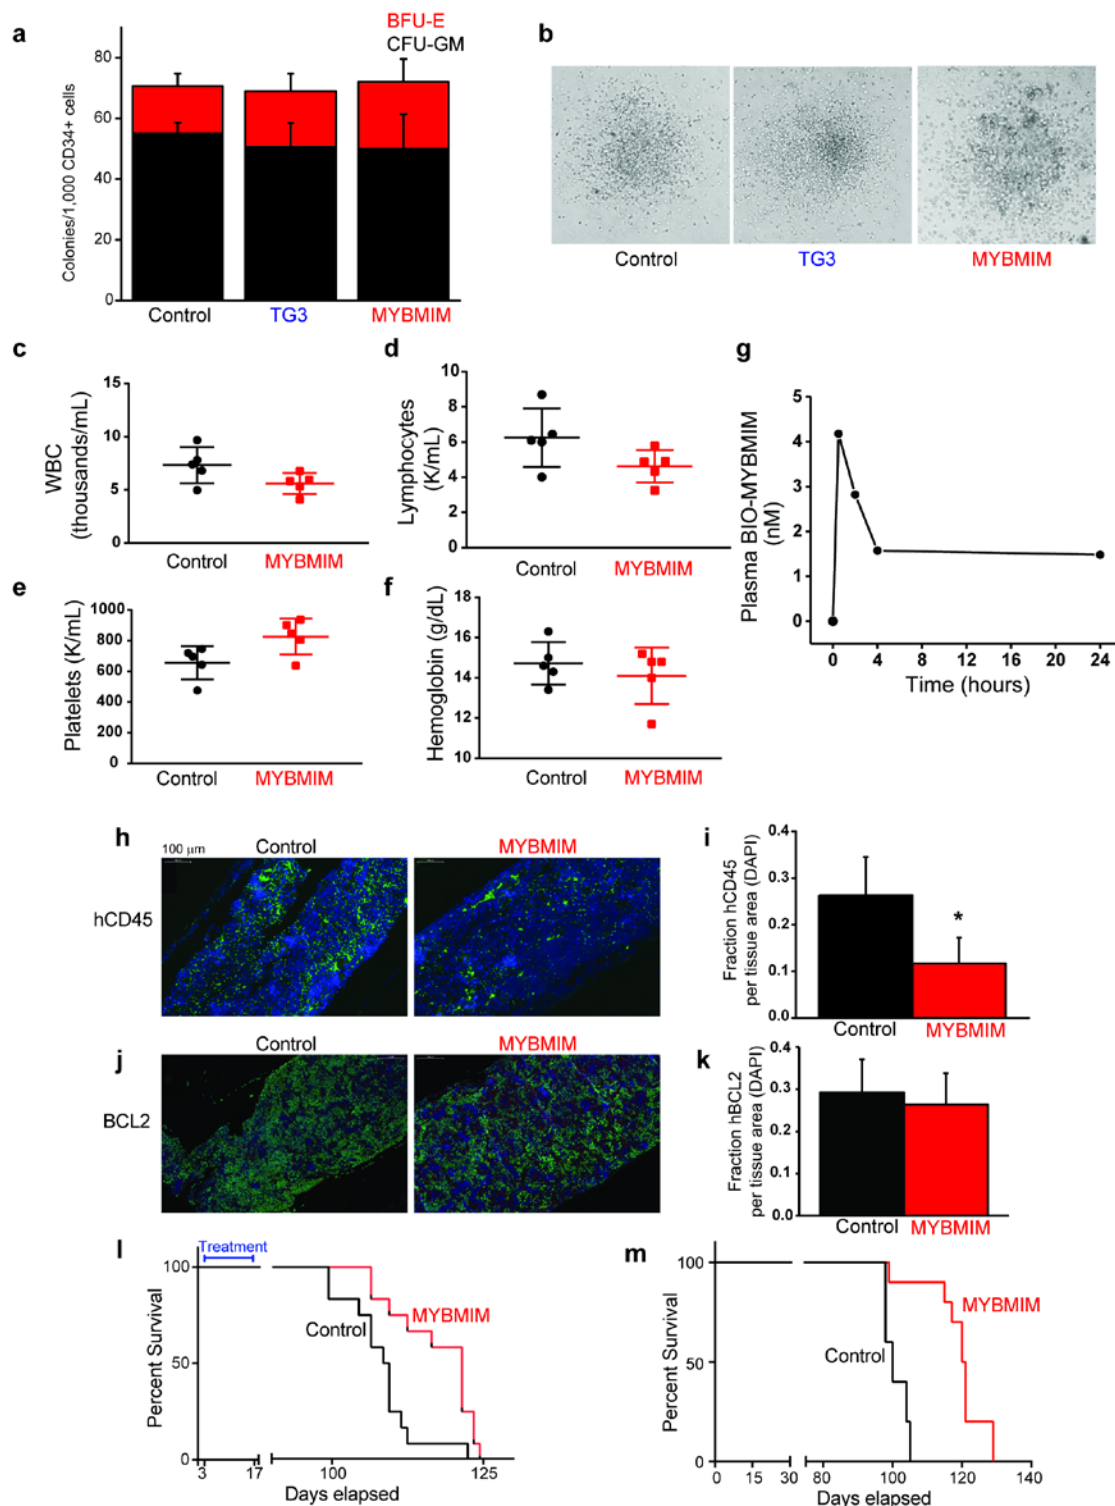 a
BFU-E
CFU-GM
Colonies/1,000 CD34+ cells
80
60
40
20
0
Control
TG3
MYBMIM
b
Control
TG3
MYBMIM
c
WBC
(thousands/mL)
15
10
5
0
Control
MYBMIM
d
Lymphocytes
(K/mL)
10
8
6
4
2
0
Control
MYBMIM
e
Platelets (K/mL)
1000
800
600
400
200
0
Control
MYBMIM
f
Hemoglobin (g/dL)
18
16
14
12
10
Control
MYBMIM
g
Plasma BIO-MYBMIM
(nM)
5
4
3
2
1
0
0
4
8
12
16
20
24
Time (hours)
h
100 µm
Control
MYBMIM
hCD45
i
Fraction hCD45
per tissue area (DAPI)
0.4
0.3
0.2
0.1
0.0
*
Control
MYBMIM
j
Control
MYBMIM
BCL2
k
Fraction hBCL2
per tissue area (DAPI)
0.4
0.3
0.2
0.1
0.0
Control
MYBMIM
l
Treatment
Percent Survival
100
50
0
Control
MYBMIM
3
17
100
125
Days elapsed
m
Percent Survival
100
50
0
Control
MYBMIM
0
15
30
80
100
120
140
Days elapsed